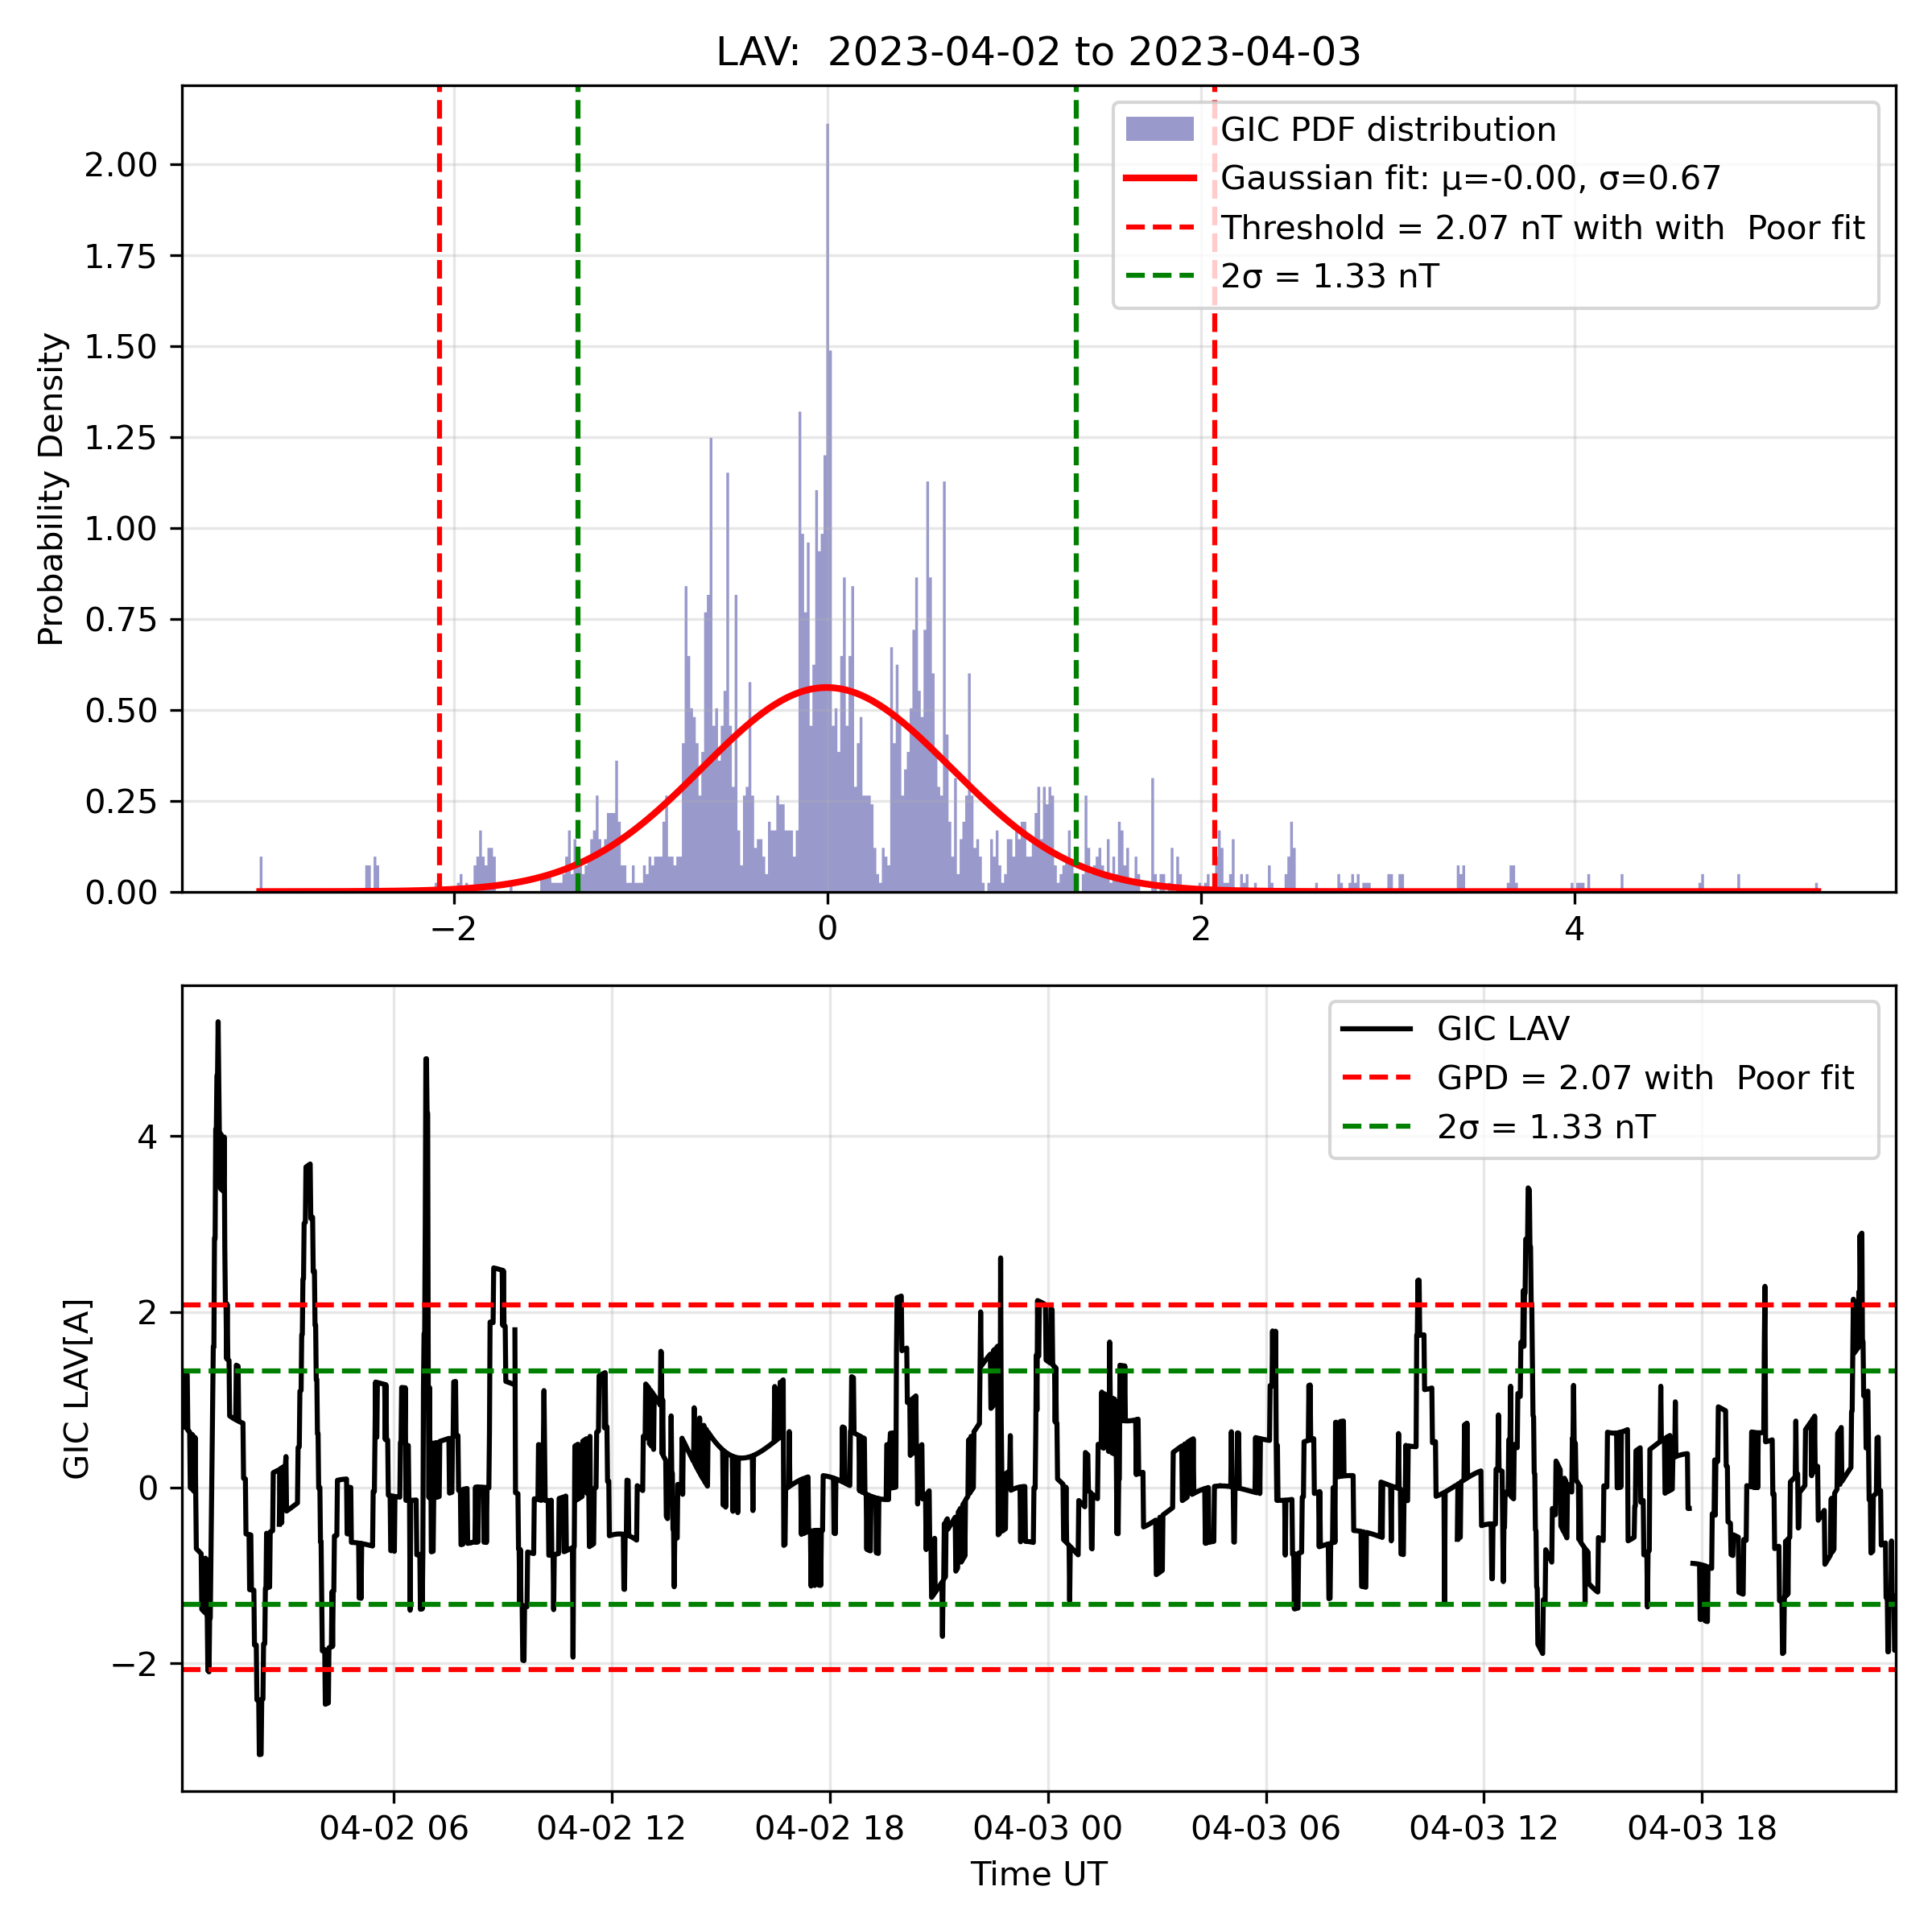 LAV:  2023-04-02 to 2023-04-03
GIC PDF distribution
Gaussian fit: μ=-0.00, σ=0.67
Threshold = 2.07 nT with with  Poor fit
2σ = 1.33 nT
Probability Density
2.00
1.75
1.50
1.25
1.00
0.75
0.50
0.25
0.00
−2
0
2
4
GIC LAV
GPD = 2.07 with  Poor fit
2σ = 1.33 nT
GIC LAV[A]
4
2
0
−2
04-02 06
04-02 12
04-02 18
04-03 00
04-03 06
04-03 12
04-03 18
Time UT